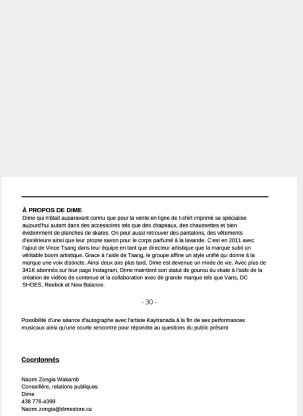 À PROPOS DE DIME
Dime qui n'était auparavant connu que pour la vente en ligne de t-shirt imprimé se spécialise
aujourd'hui autant dans des accessoires tels que des chapeaux, des chaussettes et bien
évidemment de planches de skates. On peut aussi retrouver des pantalons, des vêtements
d'extérieure ainsi que leur propre savon pour le corps parfumé à la lavande. C'est en 2011 avec
l'ajout de Vince Tsang dans leur équipe en tant que directeur artistique que la marque subit un
véritable boom artistique. Grace à l'aide de Tsang, le groupe affine un style unifié qui donne à la
marque une voix distincte. Ainsi deux ans plus tard, Dime est devenue un mode de vie. Avec plus de
341K abonnés sur leur page Instagram, Dime maintient son statut de gourou du skate à l'aide de la
création de vidéos de contenus et la collaboration avec de grande marque tels que Vans, DC
SHOES, Reebok et New Balance.
- 30 -
Possibilité d'une séance d'autographe avec l'artiste Kaytranada à la fin de ses performances
musicaux ainsi qu'une courte rencontre pour répondre au questions du public présent
Coordonnés
Naomi Zongia Wakamb
Conseillère, relations publiques
Dime
438 778-4399
Naomi.zongia@dimestore.ca